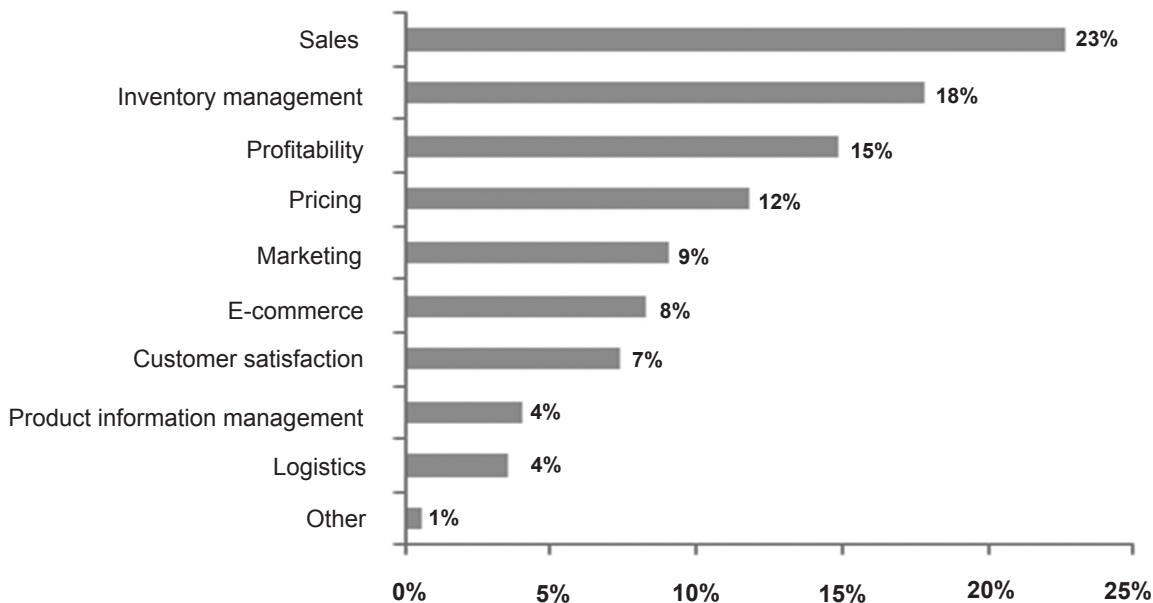 Sales 23%
Inventory management 18%
Profitability 15%
Pricing 12%
Marketing 9%
E-commerce 8%
Customer satisfaction 7%
Product information management 4%
Logistics 4%
Other 1%
0% 5% 10% 15% 20% 25%